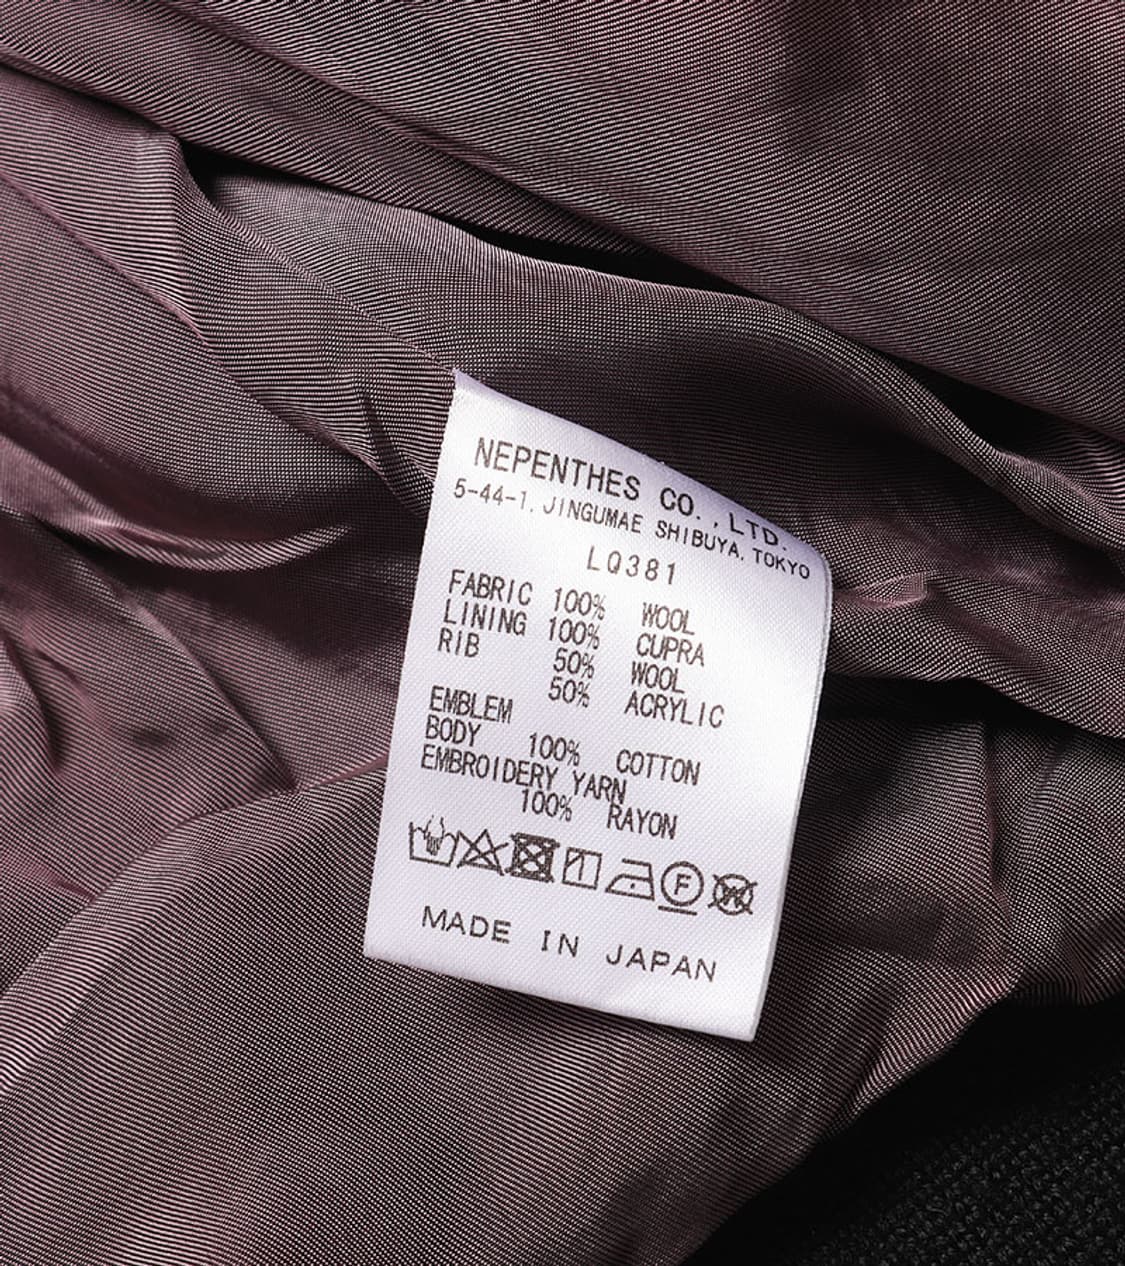 NEPENTHES CO.,LTD.
5-44-1, JINGUMAE SHIBUYA, TOKYO
LQ381
FABRIC 100% WOOL
LINING 100% CUPRA
RIB 50% WOOL
50% ACRYLIC
EMBLEM
BODY 100% COTTON
EMBROIDERY YARN
100% RAYON
F W
MADE IN JAPAN